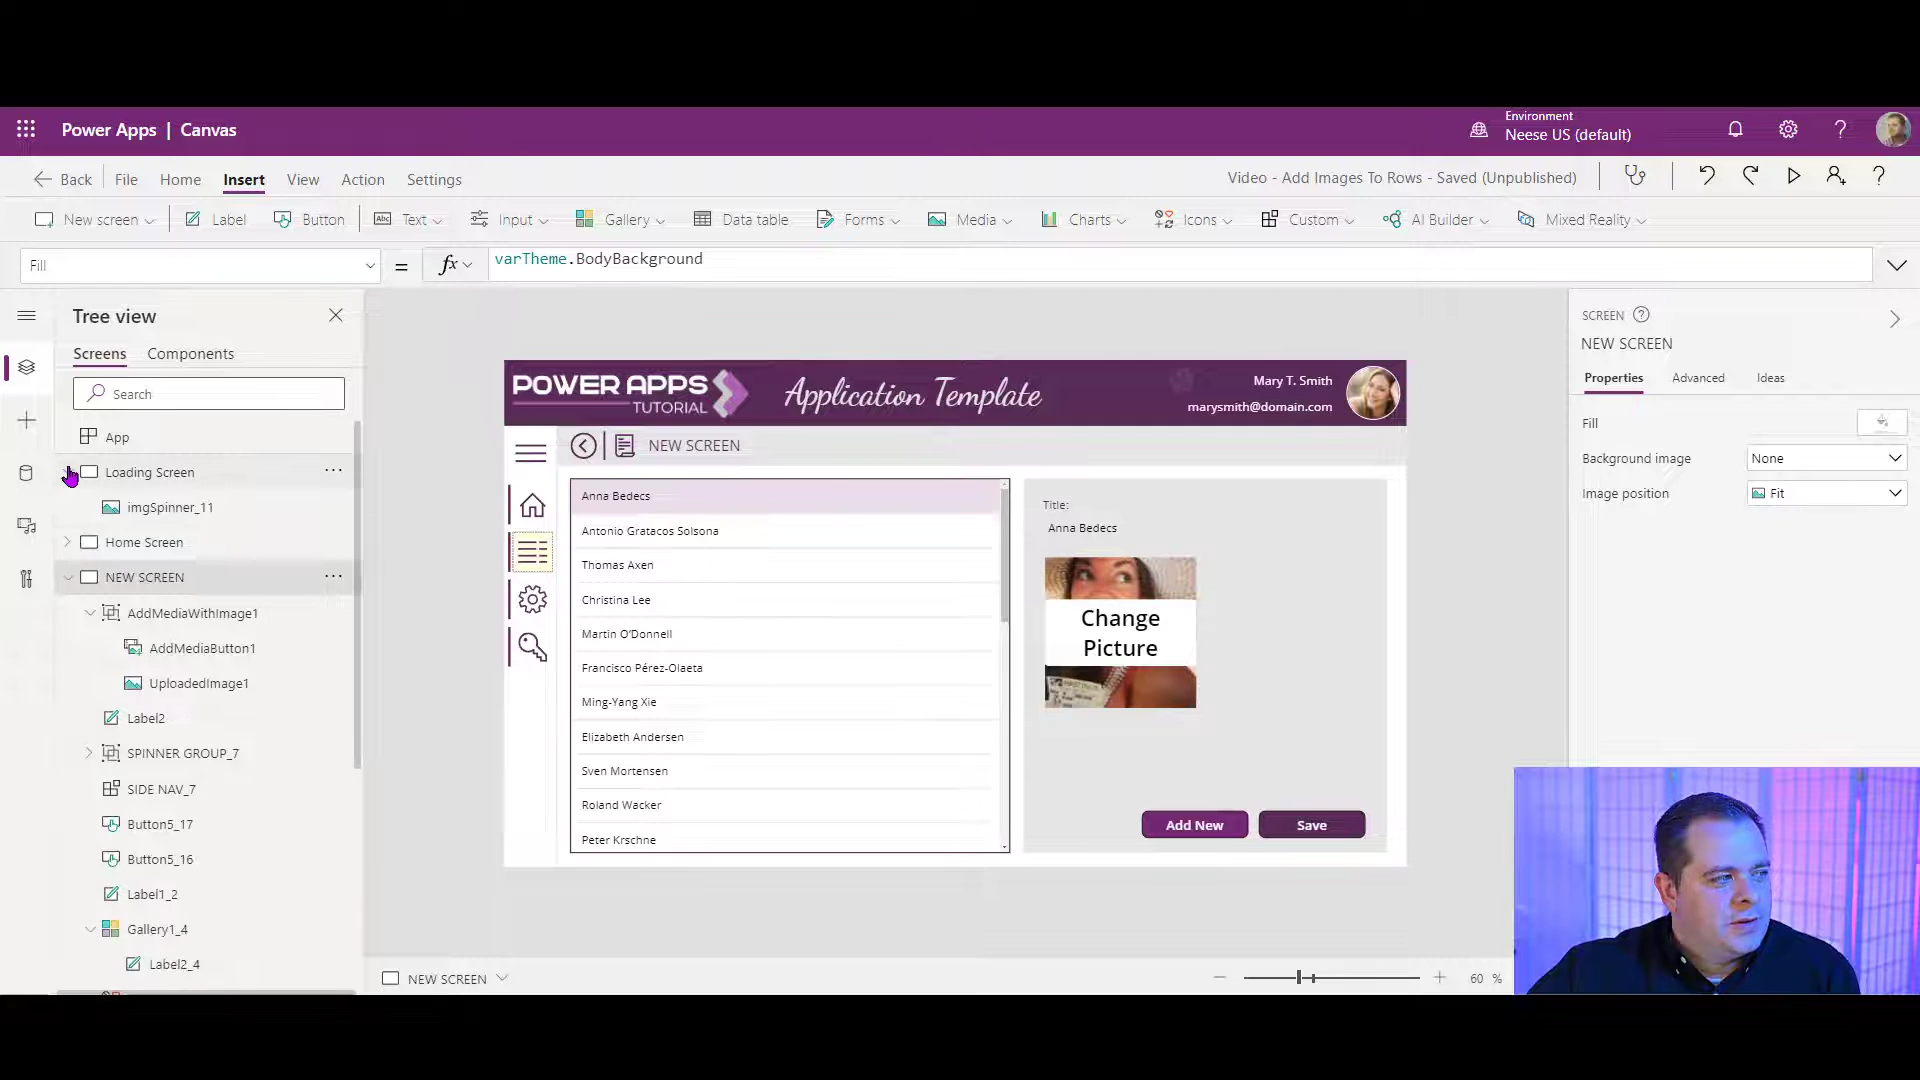 Power Apps | Canvas
Environment
Neese US (default)
Back File Home Insert View Action Settings
Video - Add Images To Rows - Saved (Unpublished)
New screen Label Button Text Input Gallery Data table Forms Media Charts Icons Custom AI Builder Mixed Reality
Fill = fx varTheme.BodyBackground
Tree view
Screens Components
Search
App
Loading Screen
imgSpinner_11
Home Screen
NEW SCREEN
AddMediaWithImage1
AddMediaButton1
UploadedImage1
Label2
SPINNER GROUP_7
SIDE NAV_7
Button5_17
Button5_16
Label1_2
Gallery1_4
Label2_4
POWER APPS
TUTORIAL
Application Template
Mary T. Smith
marysmith@domain.com
NEW SCREEN
Anna Bedecs
Antonio Gratacos Solsona
Thomas Axen
Christina Lee
Martin O'Donnell
Francisco Pérez-Olaeta
Ming-Yang Xie
Elizabeth Andersen
Sven Mortensen
Roland Wacker
Peter Krschne
Title:
Anna Bedecs
Change
Picture
Add New Save
SCREEN
NEW SCREEN
Properties Advanced Ideas
Fill
Background image None
Image position Fit
NEW SCREEN
60 %